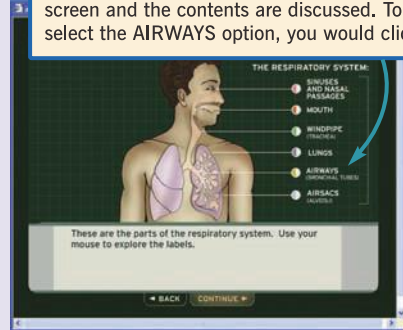 screen and the contents are discussed. To
select the AIRWAYS option, you would clic
THE RESPIRATORY SYSTEM:
SINUSES
AND NASAL
PASSAGES
MOUTH
WINDPIPE
(TRACHEA)
LUNGS
AIRWAYS
(BRONCHIAL TUBES)
AIRSACS
(ALVEOLI)
These are the parts of the respiratory system. Use your
mouse to explore the labels.
BACK
CONTINUE